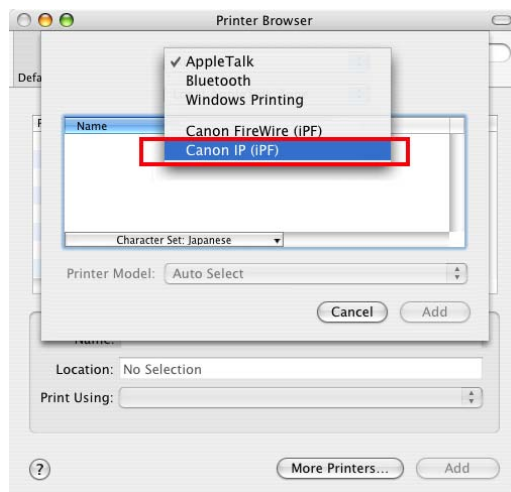 Printer Browser
Defa
✓ AppleTalk
Bluetooth
Windows Printing
Canon FireWire (iPF)
Canon IP (iPF)
Name
Character Set: Japanese
Printer Model: Auto Select
Cancel Add
Name:
Location: No Selection
Print Using:
? More Printers... Add